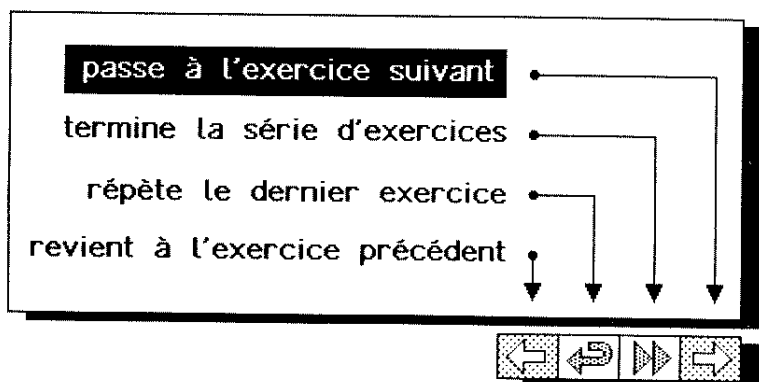 passe à l'exercice suivant
termine la série d'exercices
répète le dernier exercice
revient à l'exercice précédent